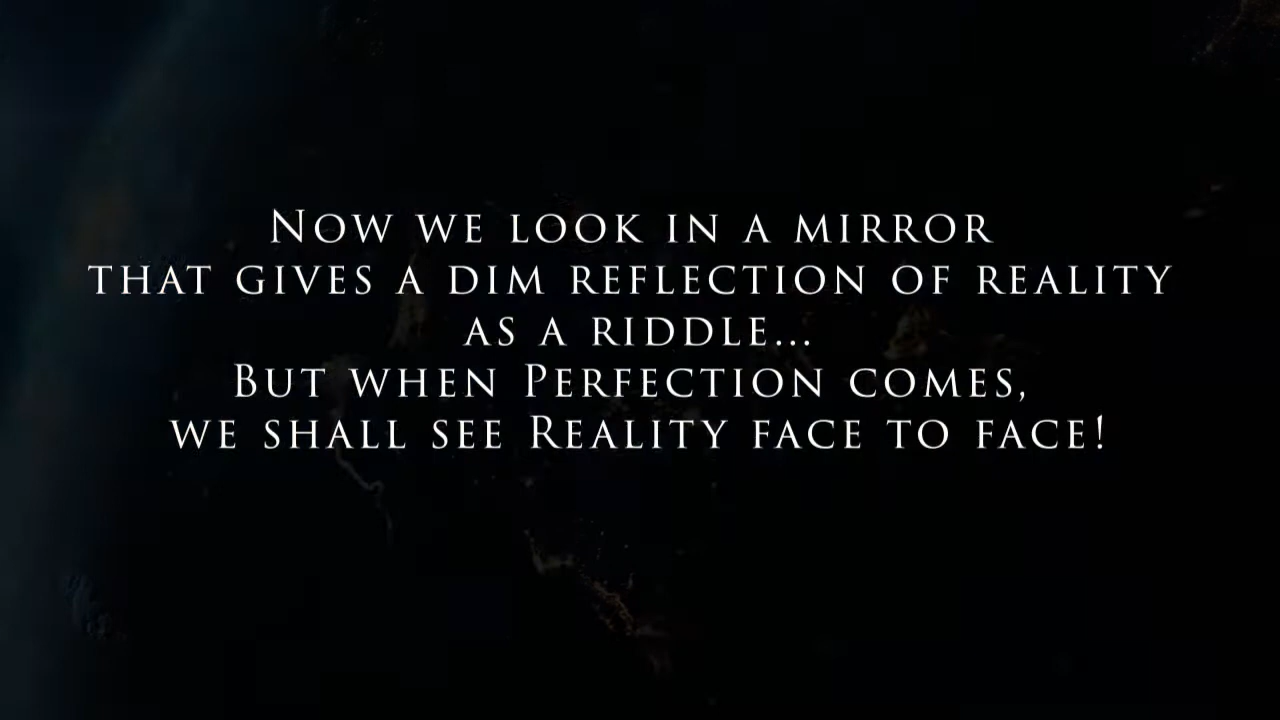 Now we look in a mirror
that gives a dim reflection of reality
as a riddle...
But when Perfection comes,
we shall see Reality face to face!